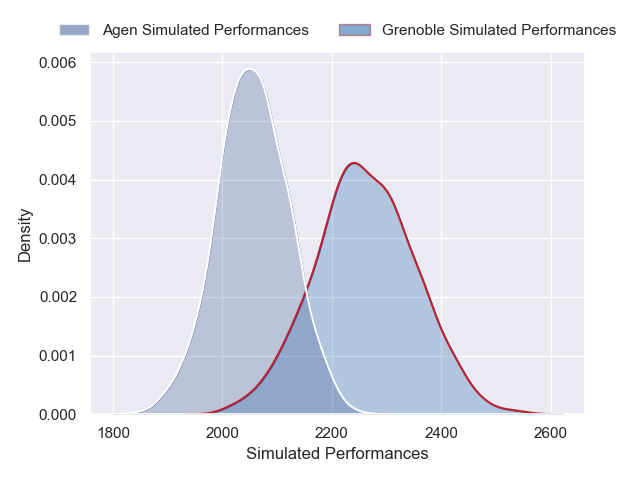 Agen Simulated Performances
Grenoble Simulated Performances
0.006
0.005
0.004
0.003
0.002
0.001
0.000
Density
1800 2000 2200 2400 2600
Simulated Performances